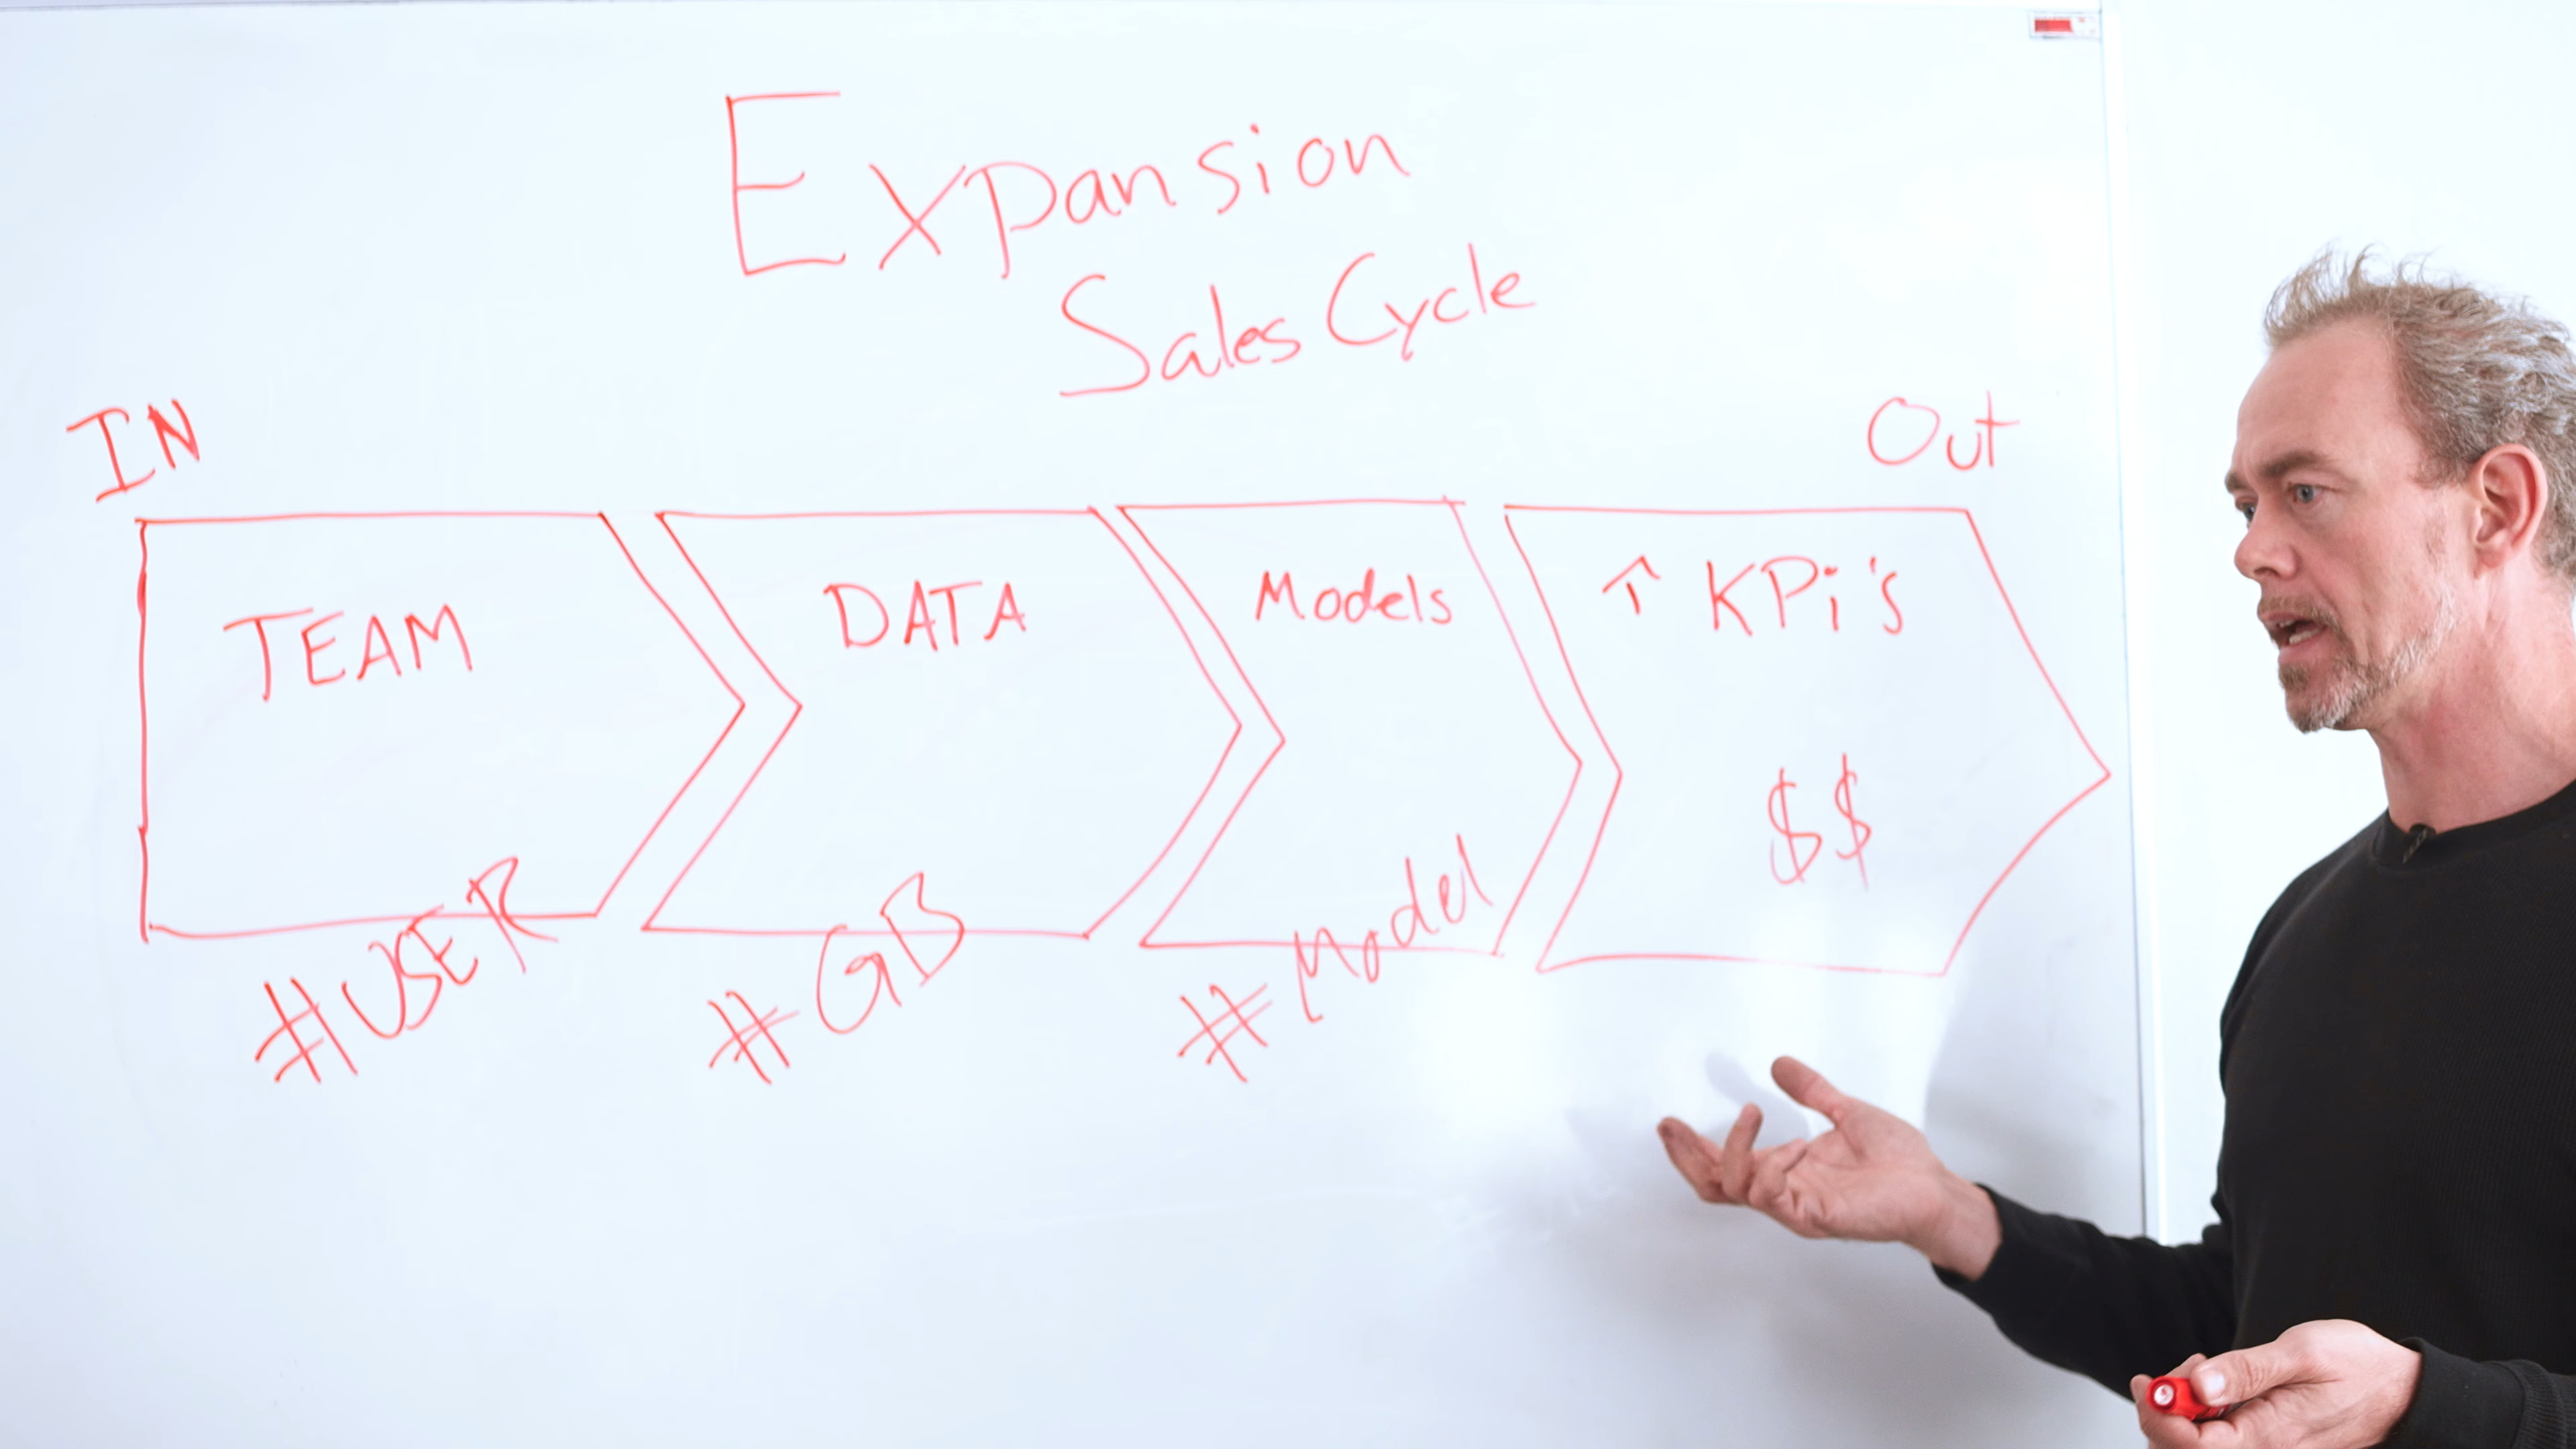 Expansion
Sales Cycle
IN
Out
TEAM
DATA
Models
↑ KPi's
$$
#USER
# GB
# Model